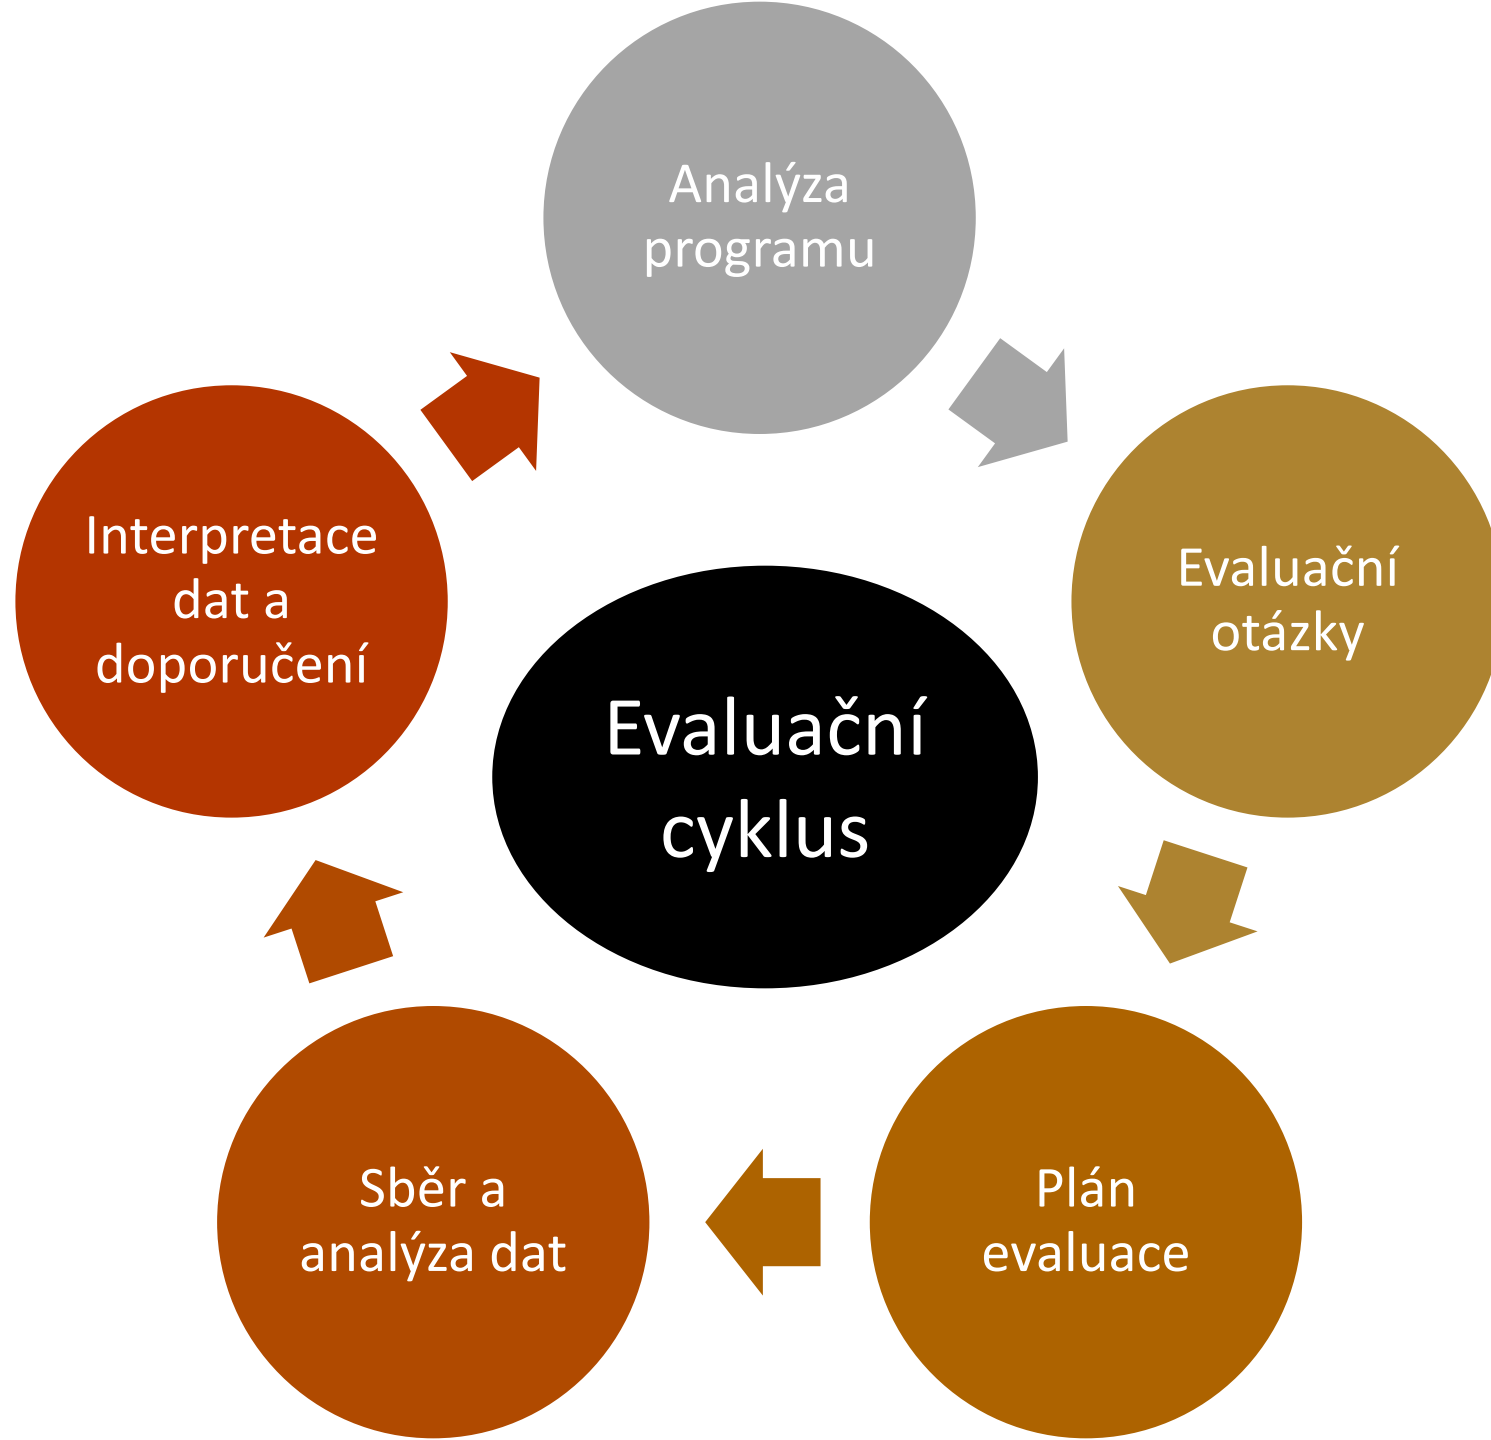 Analýza
programu
Evaluační
otázky
Plán
evaluace
Sběr a
analýza dat
Interpretace
dat a
doporučení
Evaluační
cyklus